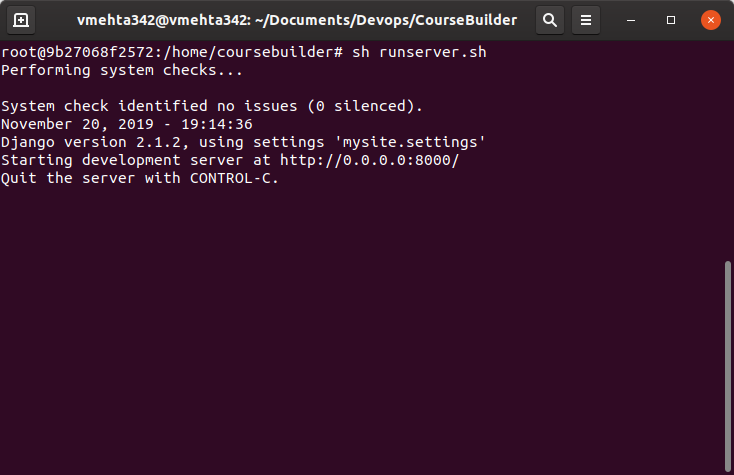 vmehta342@vmehta342: ~/Documents/Devops/CourseBuilder
root@9b27068f2572:/home/coursebuilder# sh runserver.sh
Performing system checks...
System check identified no issues (0 silenced).
November 20, 2019 - 19:14:36
Django version 2.1.2, using settings 'mysite.settings'
Starting development server at http://0.0.0.0:8000/
Quit the server with CONTROL-C.